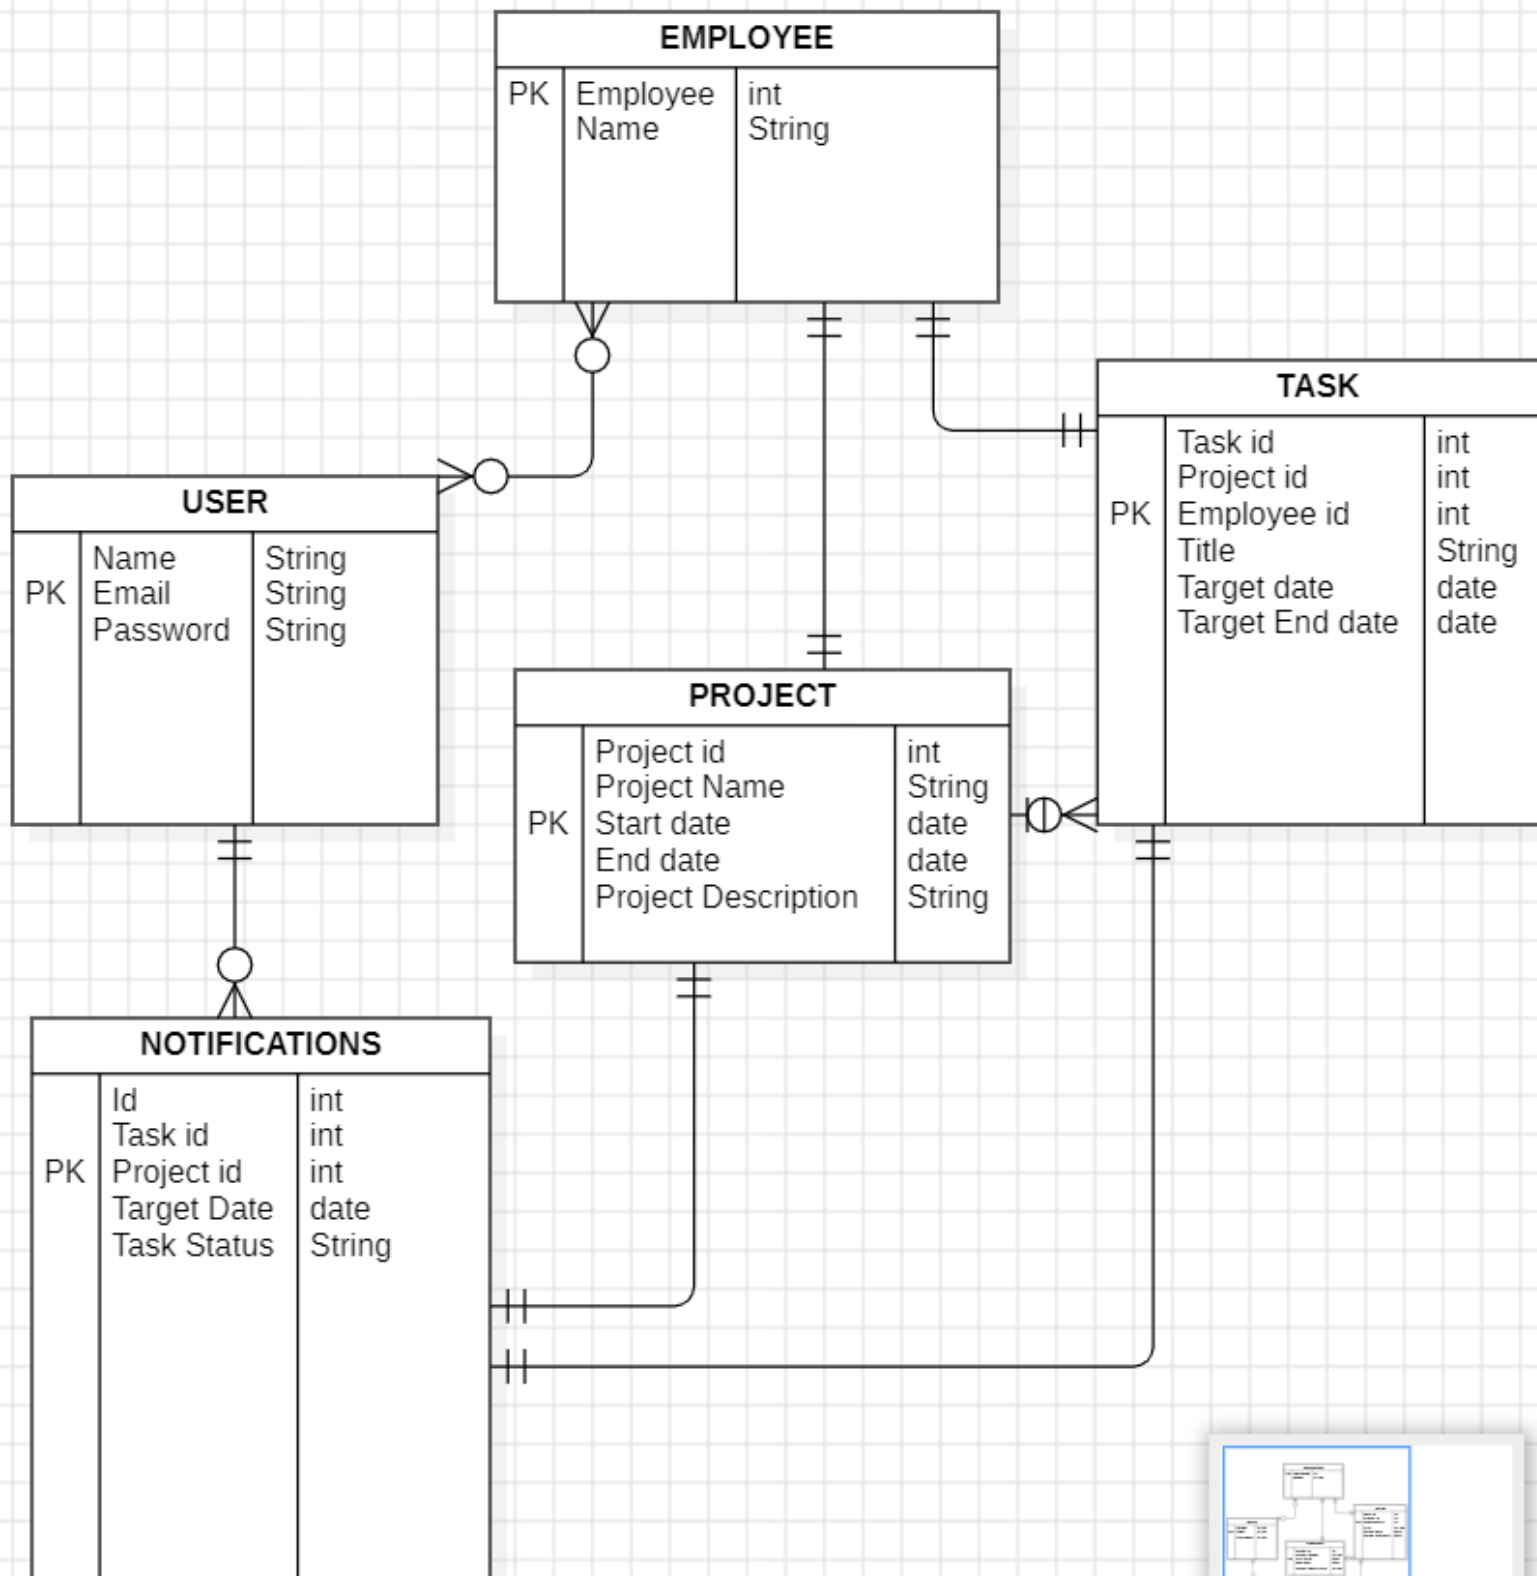 EMPLOYEE
PK Employee int
Name String
TASK
Task id int
Project id int
PK Employee id int
Title String
Target date date
Target End date date
USER
Name String
PK Email String
Password String
PROJECT
Project id int
Project Name String
PK Start date date
End date date
Project Description String
NOTIFICATIONS
Id int
Task id int
PK Project id int
Target Date date
Task Status String